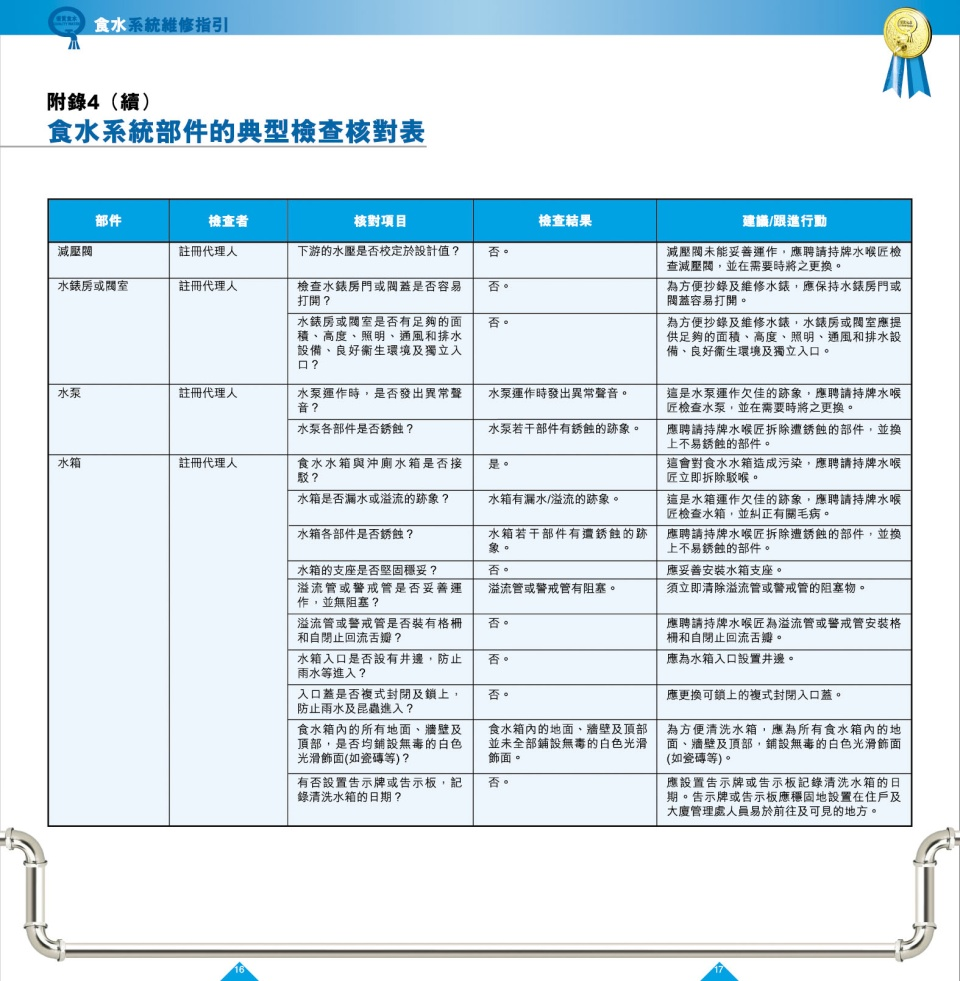 食水系統維修指引
附錄4（續）
食水系統部件的典型檢查核對表
部件 檢查者 核對項目 檢查結果 建議/跟進行動
減壓閥 註冊代理人 下游的水壓是否校定於設計值？ 否。 減壓閥未能妥善運作，應聘請持牌水喉匠檢
查減壓閥，並在需要時將之更換。
水錶房或閥室 註冊代理人 檢查水錶房門或閥蓋是否容易 否。 為方便抄錄及維修水錶，應保持水錶房門或
打開？ 閥蓋容易打開。
水錶房或閥室是否有足夠的面 否。 為方便抄錄及維修水錶，水錶房或閥室應提
積、高度、照明、通風和排水 供足夠的面積、高度、照明、通風和排水設
設備、良好衞生環境及獨立入 備、良好衞生環境及獨立入口。
口？
水泵 註冊代理人 水泵運作時，是否發出異常聲 水泵運作時發出異常聲音。 這是水泵運作欠佳的跡象，應聘請持牌水喉
音？ 匠檢查水泵，並在需要時將之更換。
水泵各部件是否銹蝕？ 水泵若干部件有銹蝕的跡象。 應聘請持牌水喉匠拆除遭銹蝕的部件，並換
上不易銹蝕的部件。
水箱 註冊代理人 食水水箱與沖廁水箱是否接 是。 這會對食水水箱造成污染，應聘請持牌水喉
駁？ 匠立即拆除駁喉。
水箱是否漏水或溢流的跡象？ 水箱有漏水/溢流的跡象。 這是水箱運作欠佳的跡象，應聘請持牌水喉
匠檢查水箱，並糾正有關毛病。
水箱各部件是否銹蝕？ 水箱若干部件有遭銹蝕的跡 應聘請持牌水喉匠拆除遭銹蝕的部件，並換
象。 上不易銹蝕的部件。
水箱的支座是否堅固穩妥？ 否。 應妥善安裝水箱支座。
溢流管或警戒管是否妥善運 溢流管或警戒管有阻塞。 須立即清除溢流管或警戒管的阻塞物。
作，並無阻塞？
溢流管或警戒管是否裝有格柵 否。 應聘請持牌水喉匠為溢流管或警戒管安裝格
和自閉止回流舌瓣？ 柵和自閉止回流舌瓣。
水箱入口是否設有井邊，防止 否。 應為水箱入口設置井邊。
雨水等進入？
入口蓋是否複式封閉及鎖上， 否。 應更換可鎖上的複式封閉入口蓋。
防止雨水及昆蟲進入？
食水箱內的所有地面、牆壁及 食水箱內的地面、牆壁及頂部 為方便清洗水箱，應為所有食水箱內的地
頂部，是否均鋪設無毒的白色 並未全部鋪設無毒的白色光滑 面、牆壁及頂部，鋪設無毒的白色光滑飾面
光滑飾面(如瓷磚等)？ 飾面。 (如瓷磚等)。
有否設置告示牌或告示板，記 否。 應設置告示牌或告示板記錄清洗水箱的日
錄清洗水箱的日期？ 期。告示牌或告示板應穩固地設置在住戶及
大廈管理處人員易於前往及可見的地方。
16 17